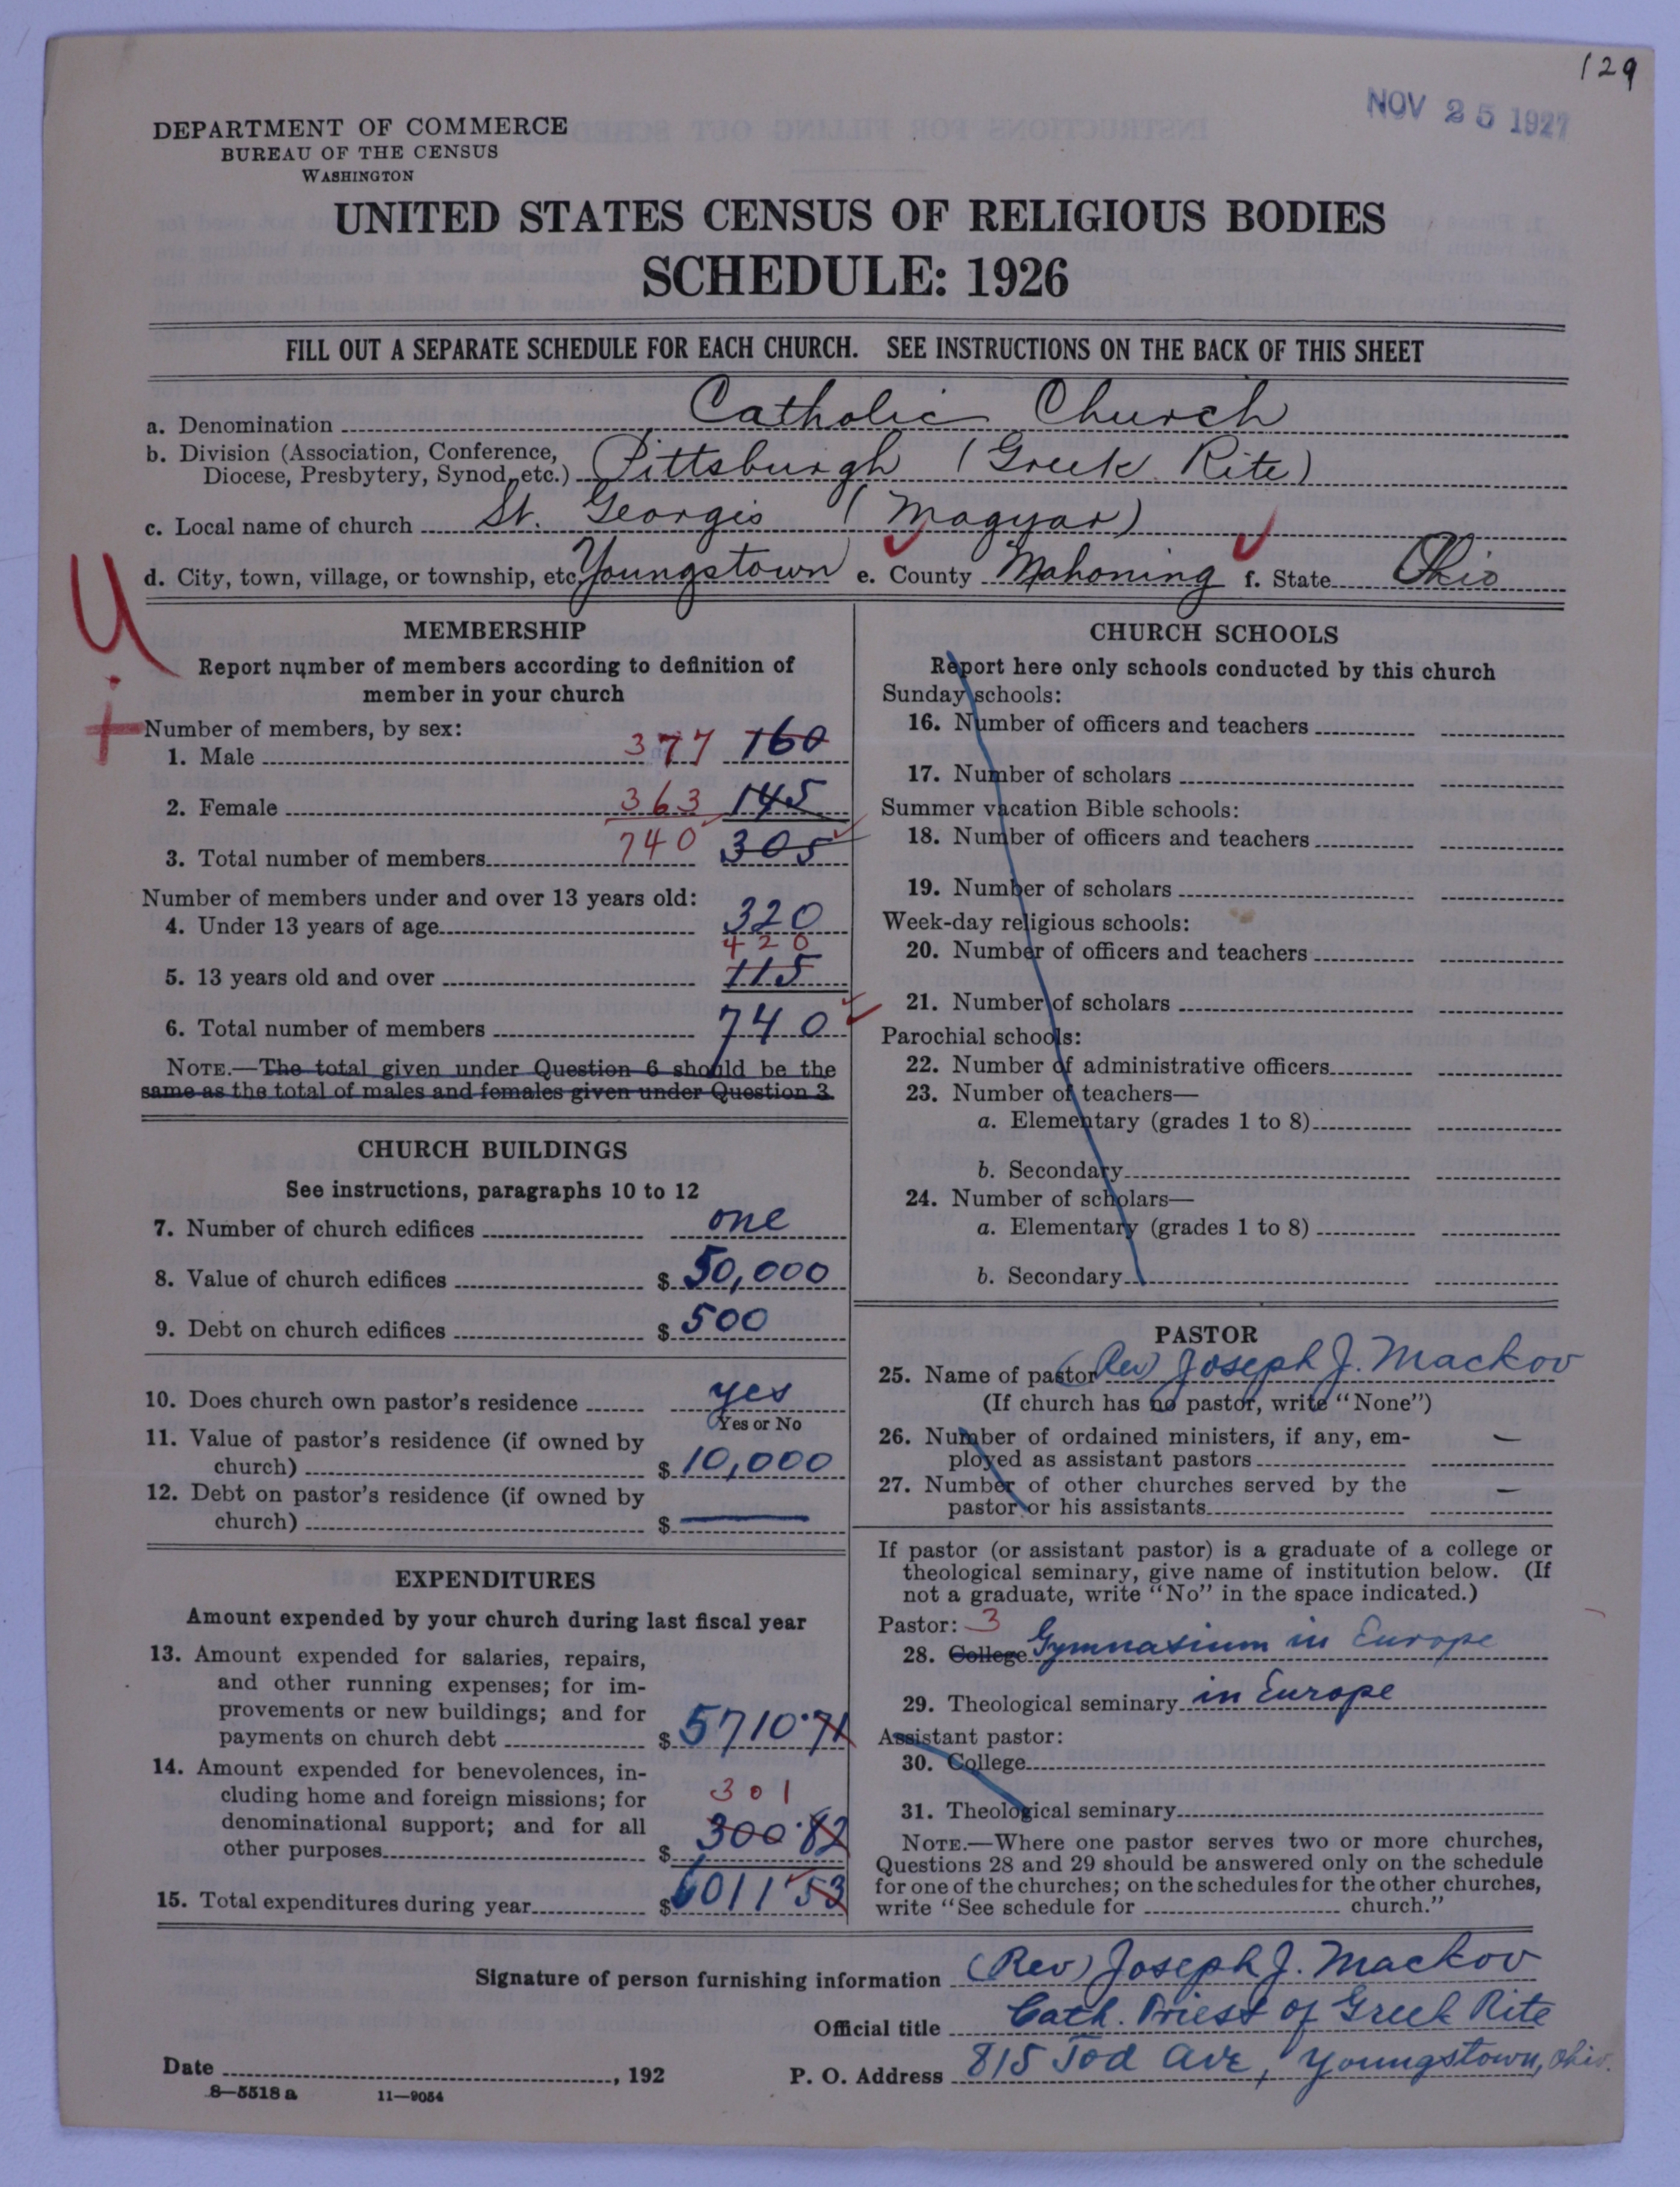 129
NOV 25 1927
DEPARTMENT OF COMMERCE
BUREAU OF THE CENSUS
WASHINGTON
UNITED STATES CENSUS OF RELIGIOUS BODIES
SCHEDULE: 1926
FILL OUT A SEPARATE SCHEDULE FOR EACH CHURCH. SEE INSTRUCTIONS ON THE BACK OF THIS SHEET
a. Denomination Catholic Church
b. Division (Association, Conference,
Diocese, Presbytery, Synod, etc.) Pittsburgh (Greek Rite)
c. Local name of church St. Georgis (Magyar)
d. City, town, village, or township, etc. Youngstown e. County Mahoning f. State Ohio
MEMBERSHIP
Report number of members according to definition of
member in your church
Number of members, by sex:
1. Male 377 160
2. Female 363 145
3. Total number of members 740 305
Number of members under and over 13 years old:
4. Under 13 years of age 320
420
5. 13 years old and over 115
6. Total number of members 740
NOTE.—The total given under Question 6 should be the
same as the total of males and females given under Question 3.
CHURCH BUILDINGS
See instructions, paragraphs 10 to 12
7. Number of church edifices one
8. Value of church edifices $ 50,000
9. Debt on church edifices $ 500
10. Does church own pastor's residence yes
Yes or No
11. Value of pastor's residence (if owned by
church) $ 10,000
12. Debt on pastor's residence (if owned by
church) $ —
EXPENDITURES
Amount expended by your church during last fiscal year
13. Amount expended for salaries, repairs,
and other running expenses; for im-
provements or new buildings; and for
payments on church debt $ 5710.71
14. Amount expended for benevolences, in-
cluding home and foreign missions; for 301
denominational support; and for all
other purposes $ 300.82
15. Total expenditures during year $ 6011 53
CHURCH SCHOOLS
Report here only schools conducted by this church
Sunday schools:
16. Number of officers and teachers
17. Number of scholars
Summer vacation Bible schools:
18. Number of officers and teachers
19. Number of scholars
Week-day religious schools:
20. Number of officers and teachers
21. Number of scholars
Parochial schools:
22. Number of administrative officers
23. Number of teachers—
a. Elementary (grades 1 to 8)
b. Secondary
24. Number of scholars—
a. Elementary (grades 1 to 8)
b. Secondary
PASTOR
25. Name of pastor (Rev) Joseph J. Mackov
(If church has no pastor, write "None")
26. Number of ordained ministers, if any, em-
ployed as assistant pastors —
27. Number of other churches served by the
pastor or his assistants —
If pastor (or assistant pastor) is a graduate of a college or
theological seminary, give name of institution below. (If
not a graduate, write "No" in the space indicated.)
Pastor: 3
28. College Gymnasium in Europe
29. Theological seminary in Europe
Assistant pastor:
30. College
31. Theological seminary
NOTE.—Where one pastor serves two or more churches,
Questions 28 and 29 should be answered only on the schedule
for one of the churches; on the schedules for the other churches,
write "See schedule for ______ church."
Signature of person furnishing information (Rev) Joseph J. Mackov
Official title Cath. Priest of Greek Rite
Date ______, 192 P. O. Address 815 Tod Ave, Youngstown, Ohio.
8—5518 a 11—9054